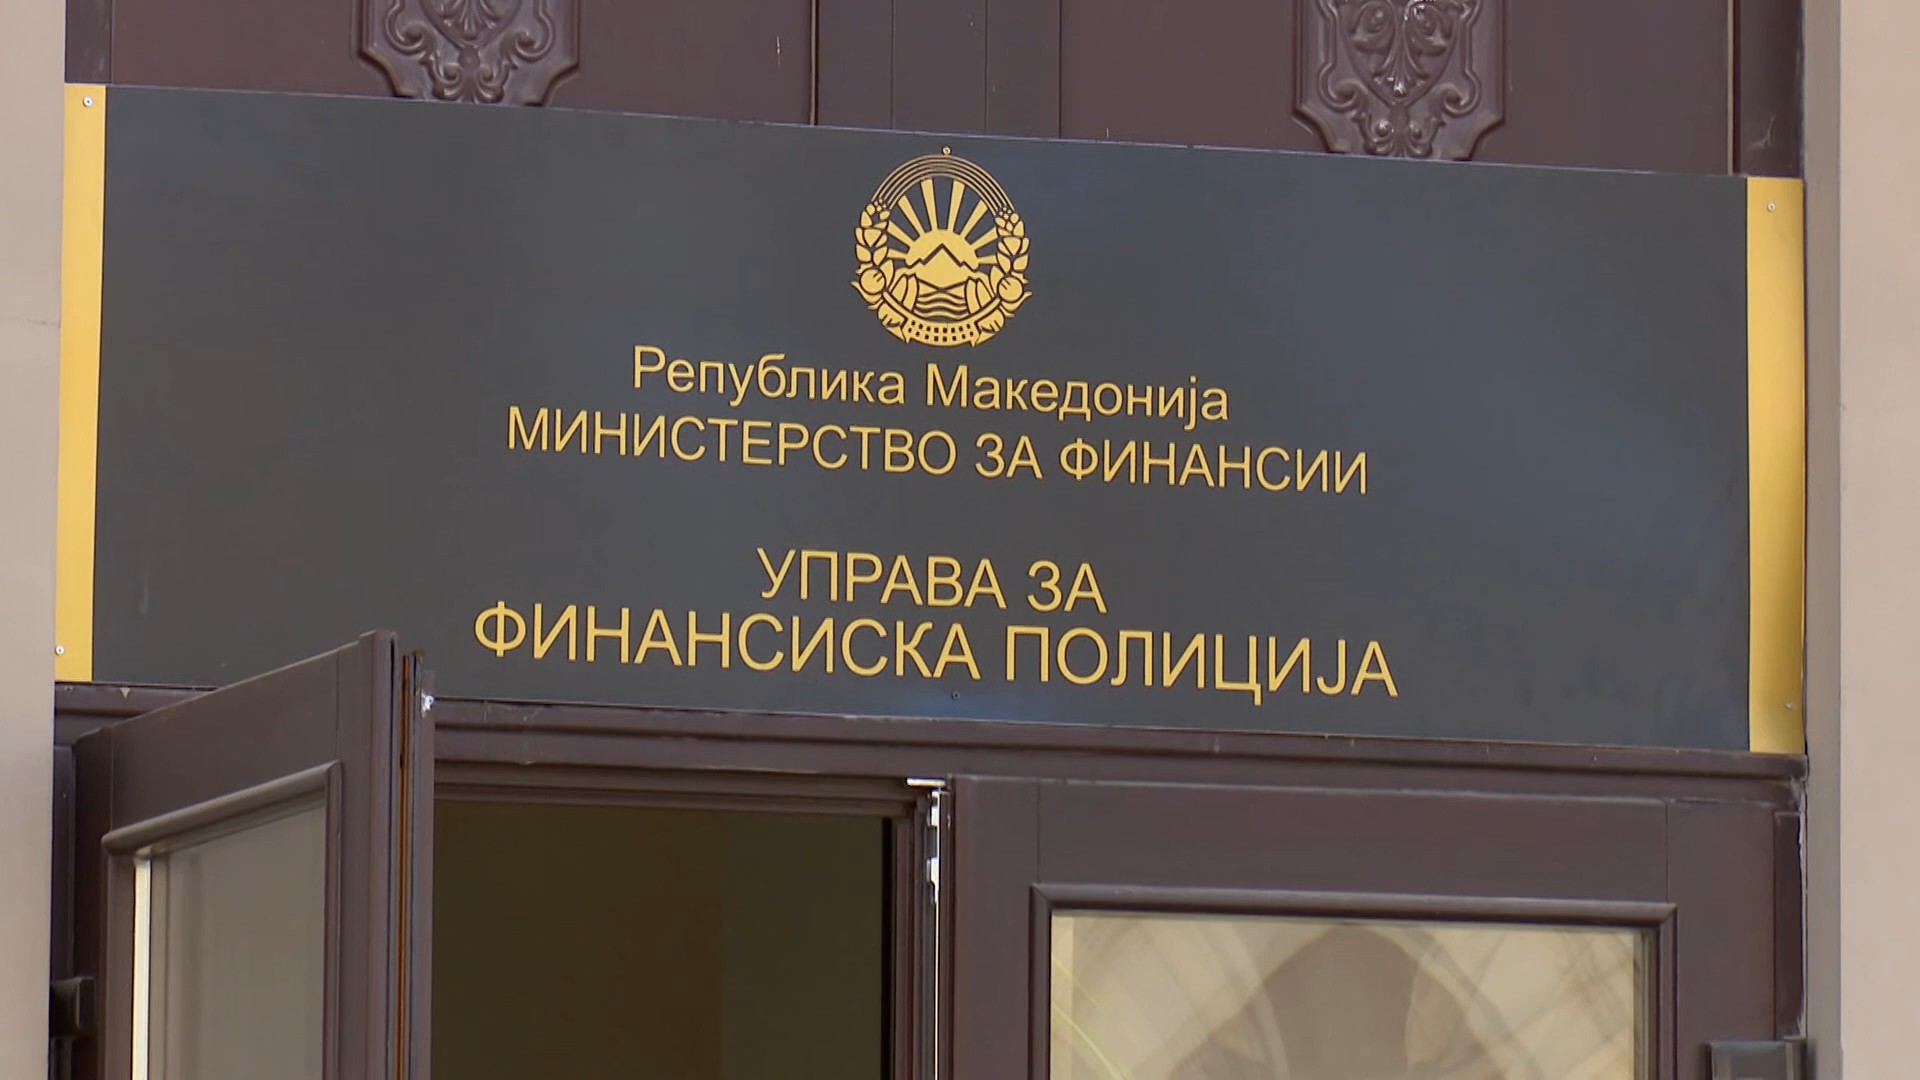 Република Македонија
МИНИСТЕРСТВО ЗА ФИНАНСИИ
УПРАВА ЗА
ФИНАНСИСКА ПОЛИЦИЈА